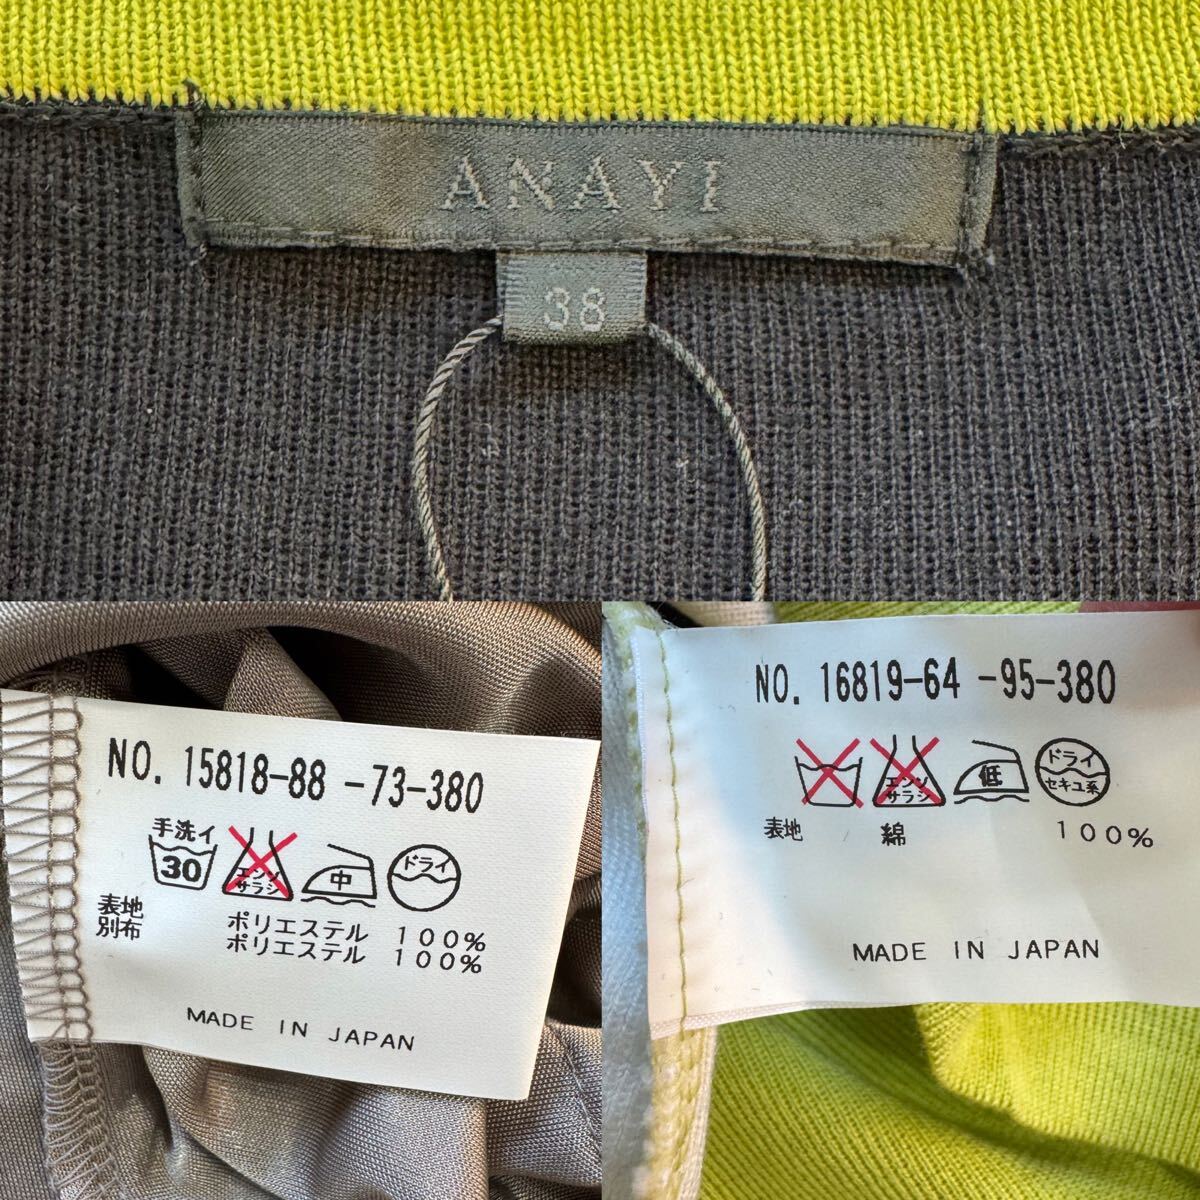 ANAYI
38
NO. 15818-88 -73-380
手洗イ
30
エンソ
サラシ
中
ドライ
表地 ポリエステル 100%
別布 ポリエステル 100%
MADE IN JAPAN
NO. 16819-64 -95-380
エンソ
サラシ
低
ドライ
セキユ系
表地 綿 100%
MADE IN JAPAN